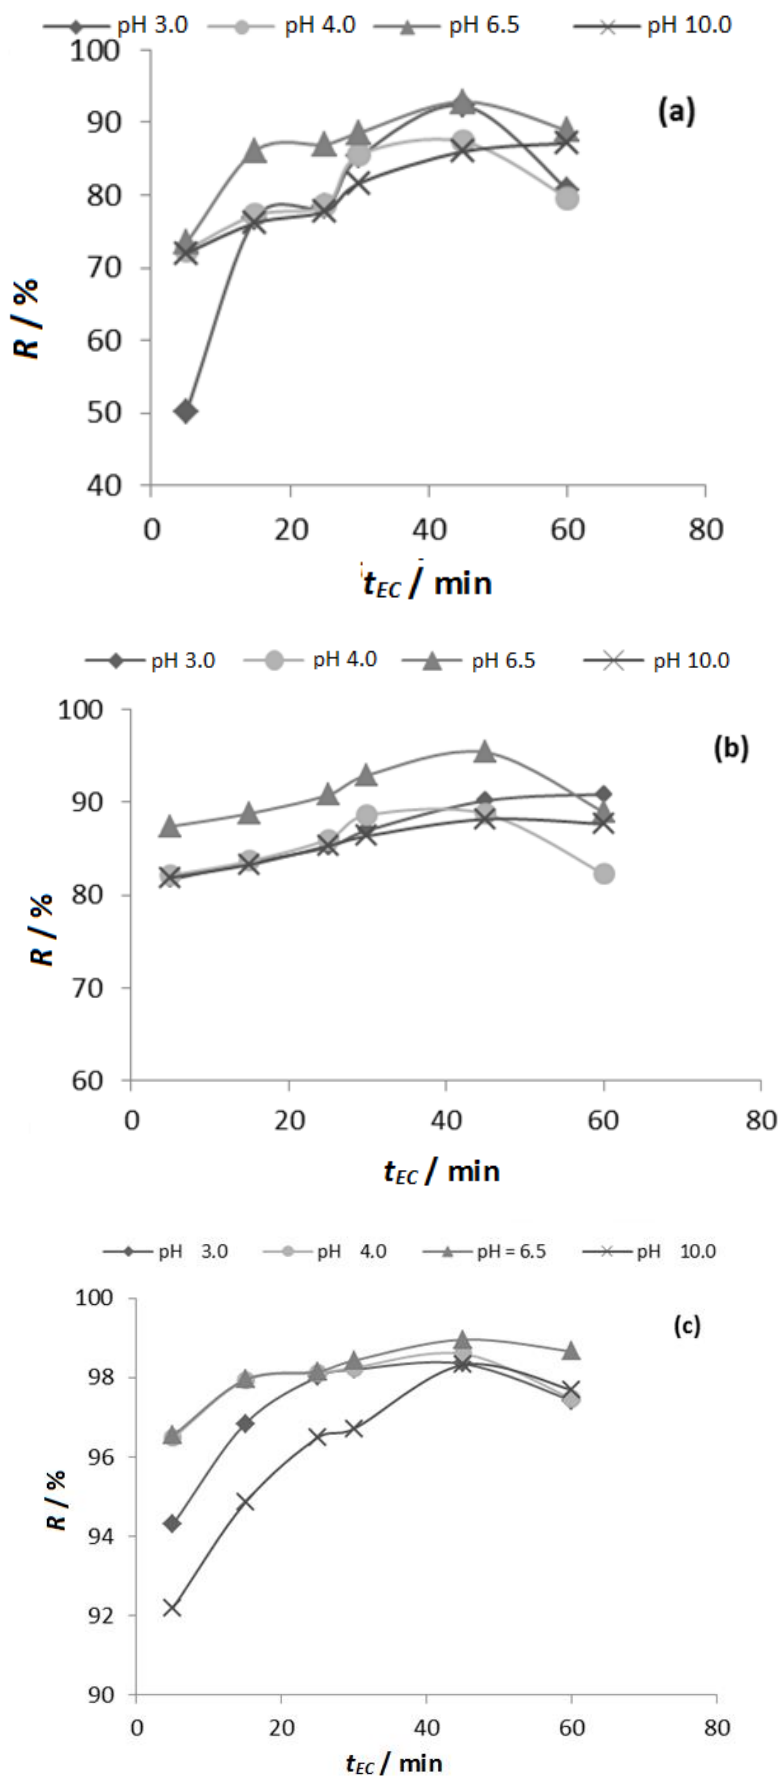 pH 3.0 pH 4.0 pH 6.5 pH 10.0
100
(a)
90
80
70
R / %
60
50
40
0 20 40 60 80
tEC / min
pH 3.0 pH 4.0 pH 6.5 pH 10.0
100
(b)
90
80
R / %
70
60
0 20 40 60 80
tEC / min
pH 3.0 pH 4.0 pH = 6.5 pH 10.0
100
(c)
98
96
R / %
94
92
90
0 20 40 60 80
tEC / min